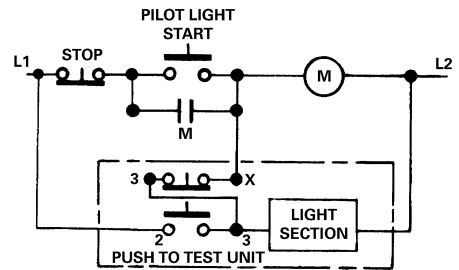 PILOT LIGHT
START
STOP
L1
L2
M
M
3
X
2
3
LIGHT
SECTION
PUSH TO TEST UNIT